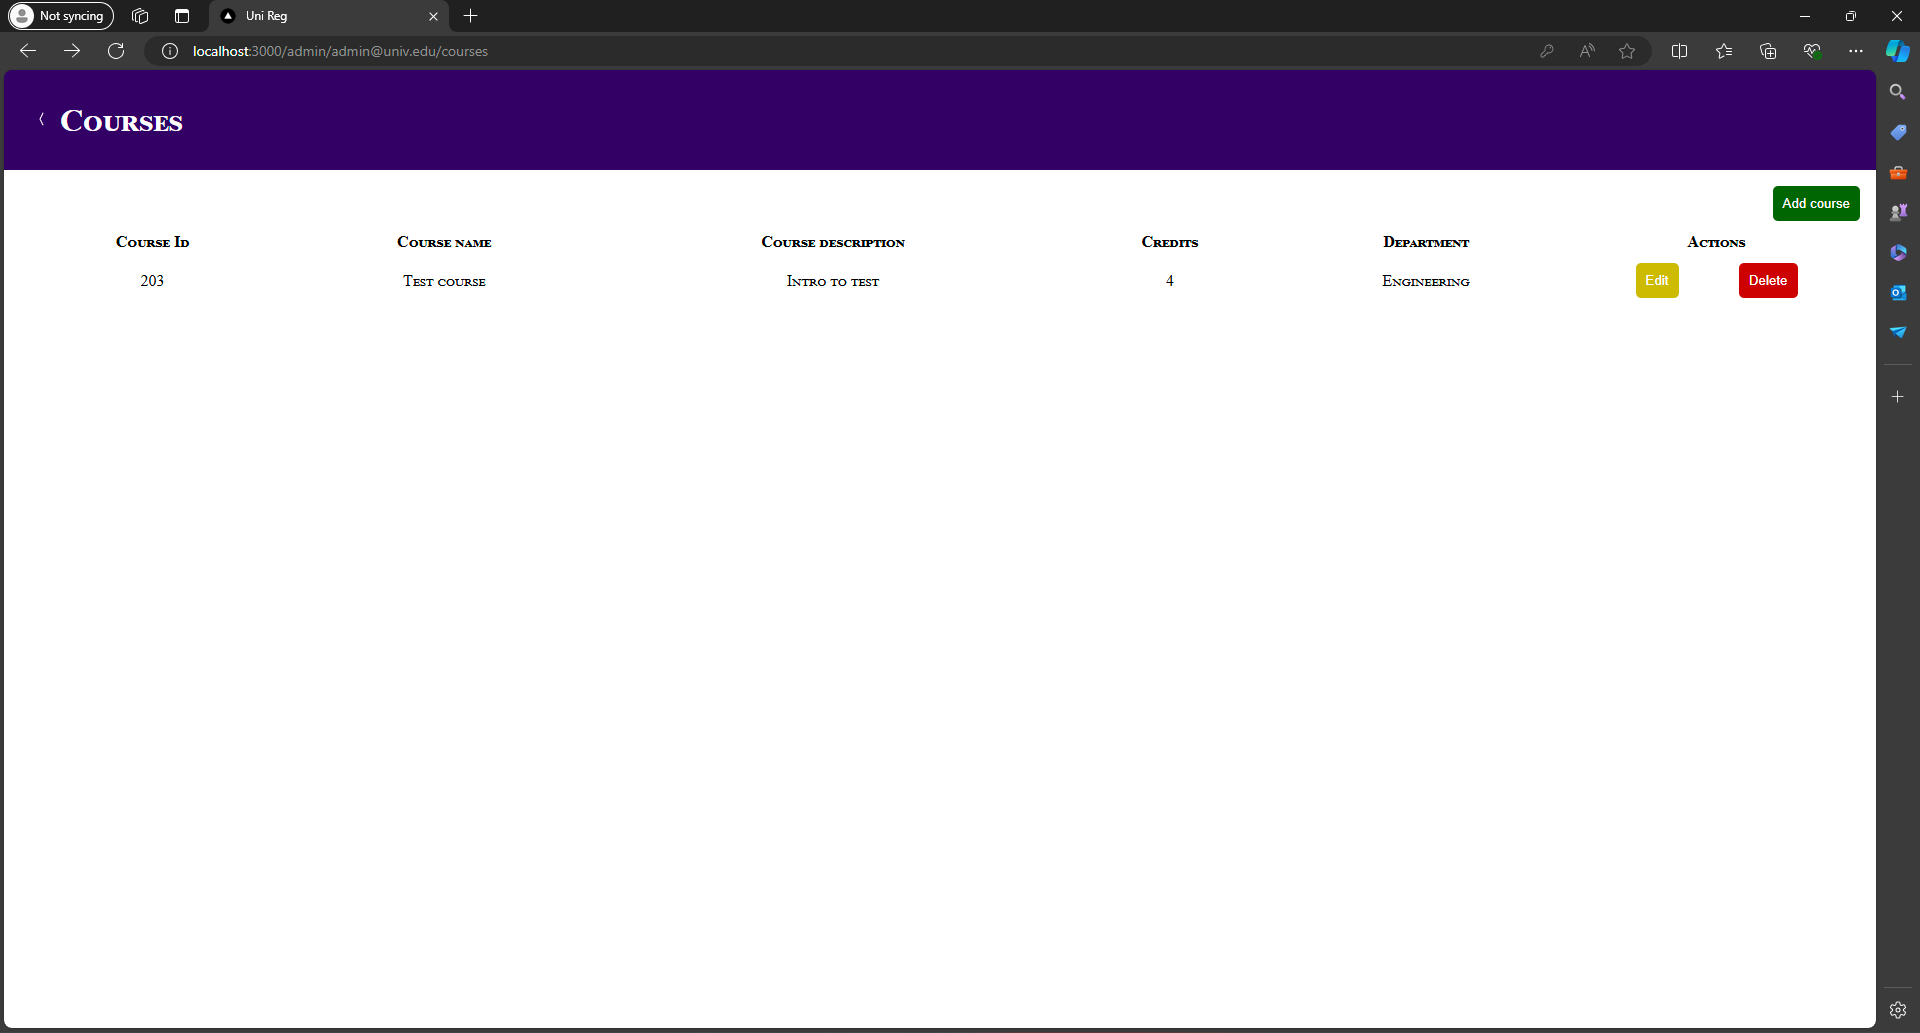 Not syncing
Uni Reg
localhost:3000/admin/admin@univ.edu/courses
〈 Courses
Add course
Course Id Course name Course description Credits Department Actions
203 Test course Intro to test 4 Engineering Edit Delete